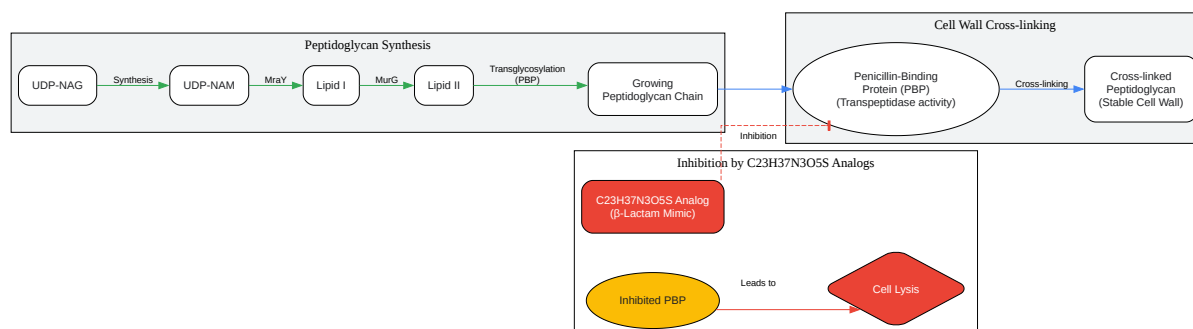 Peptidoglycan Synthesis
UDP-NAG
Synthesis
UDP-NAM
MraY
Lipid I
MurG
Lipid II
Transglycosylation
(PBP)
Growing
Peptidoglycan Chain
Cell Wall Cross-linking
Penicillin-Binding
Protein (PBP)
(Transpeptidase activity)
Cross-linking
Cross-linked
Peptidoglycan
(Stable Cell Wall)
Inhibition
Inhibition by C23H37N3O5S Analogs
C23H37N3O5S Analog
(β-Lactam Mimic)
Inhibited PBP
Leads to
Cell Lysis